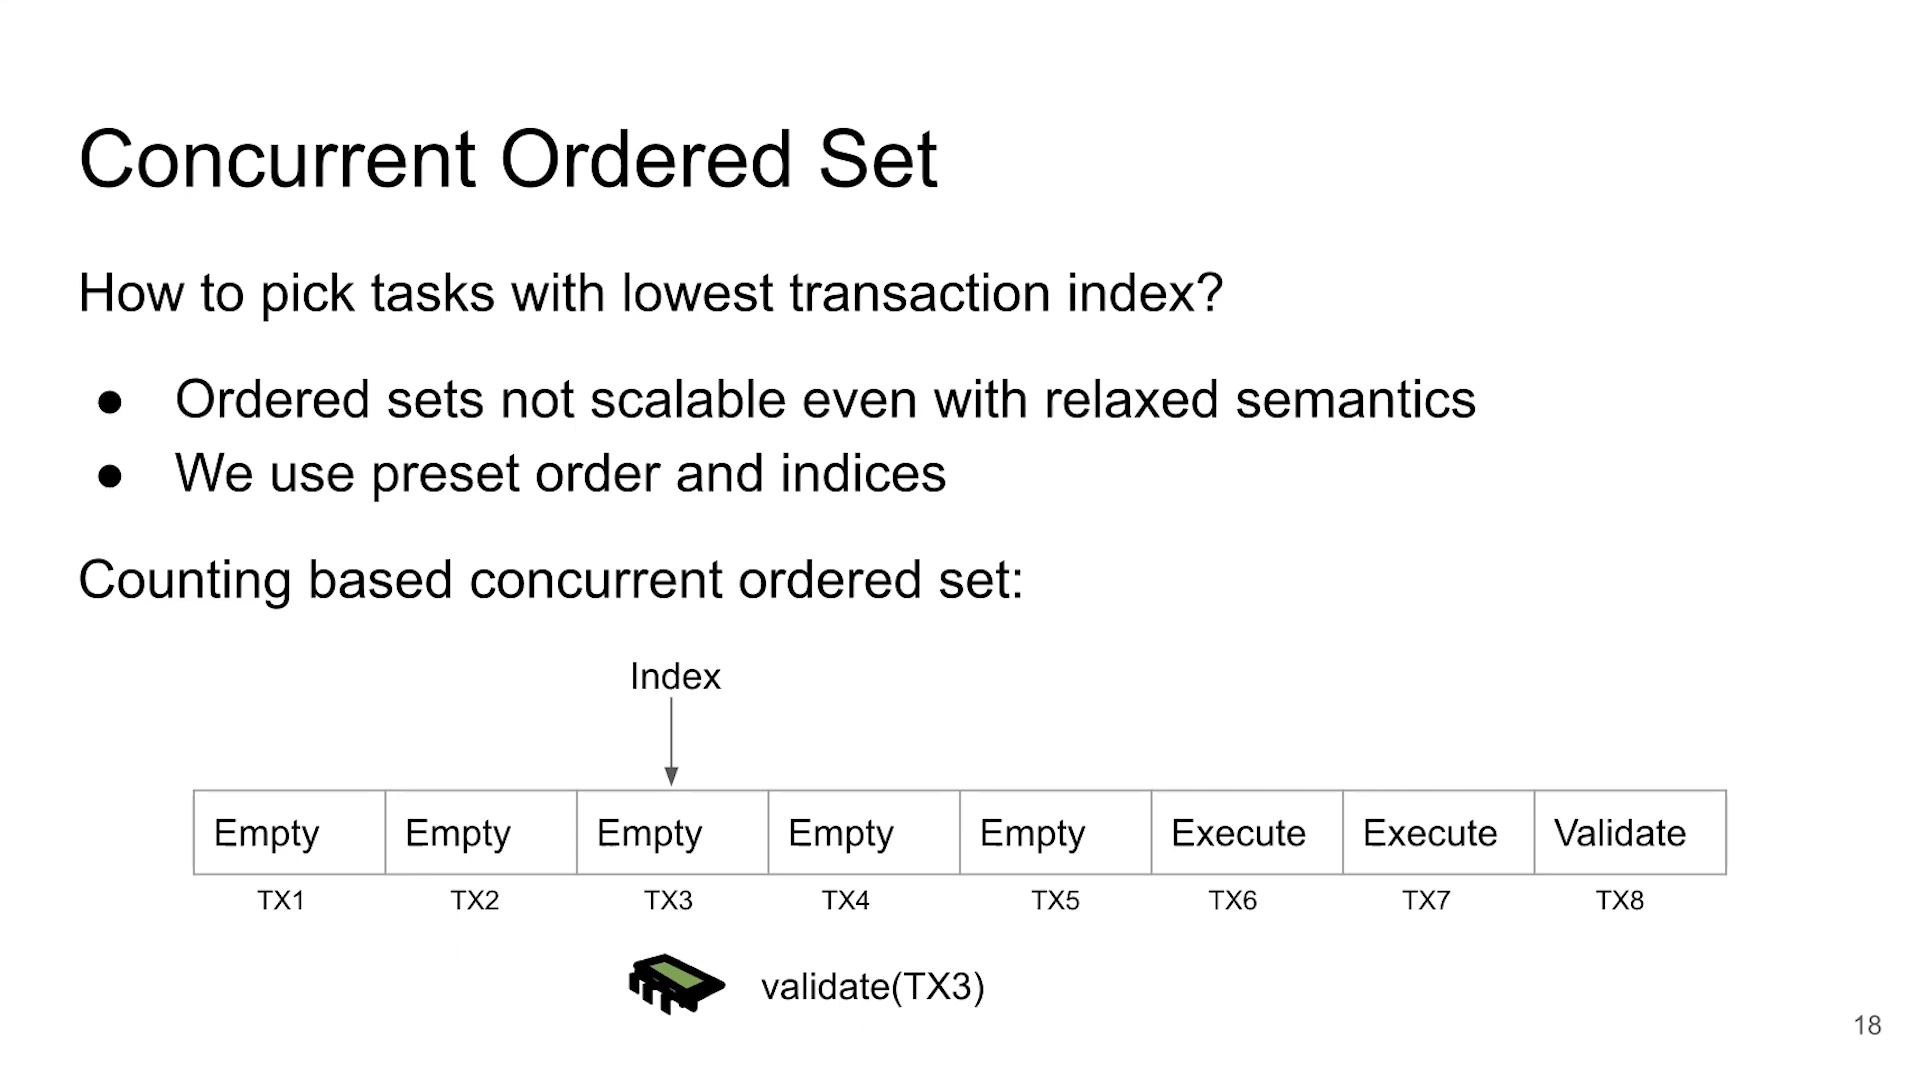 Concurrent Ordered Set
How to pick tasks with lowest transaction index?
● Ordered sets not scalable even with relaxed semantics
● We use preset order and indices
Counting based concurrent ordered set:
Index
Empty Empty Empty Empty Empty Execute Execute Validate
TX1 TX2 TX3 TX4 TX5 TX6 TX7 TX8
validate(TX3)
18